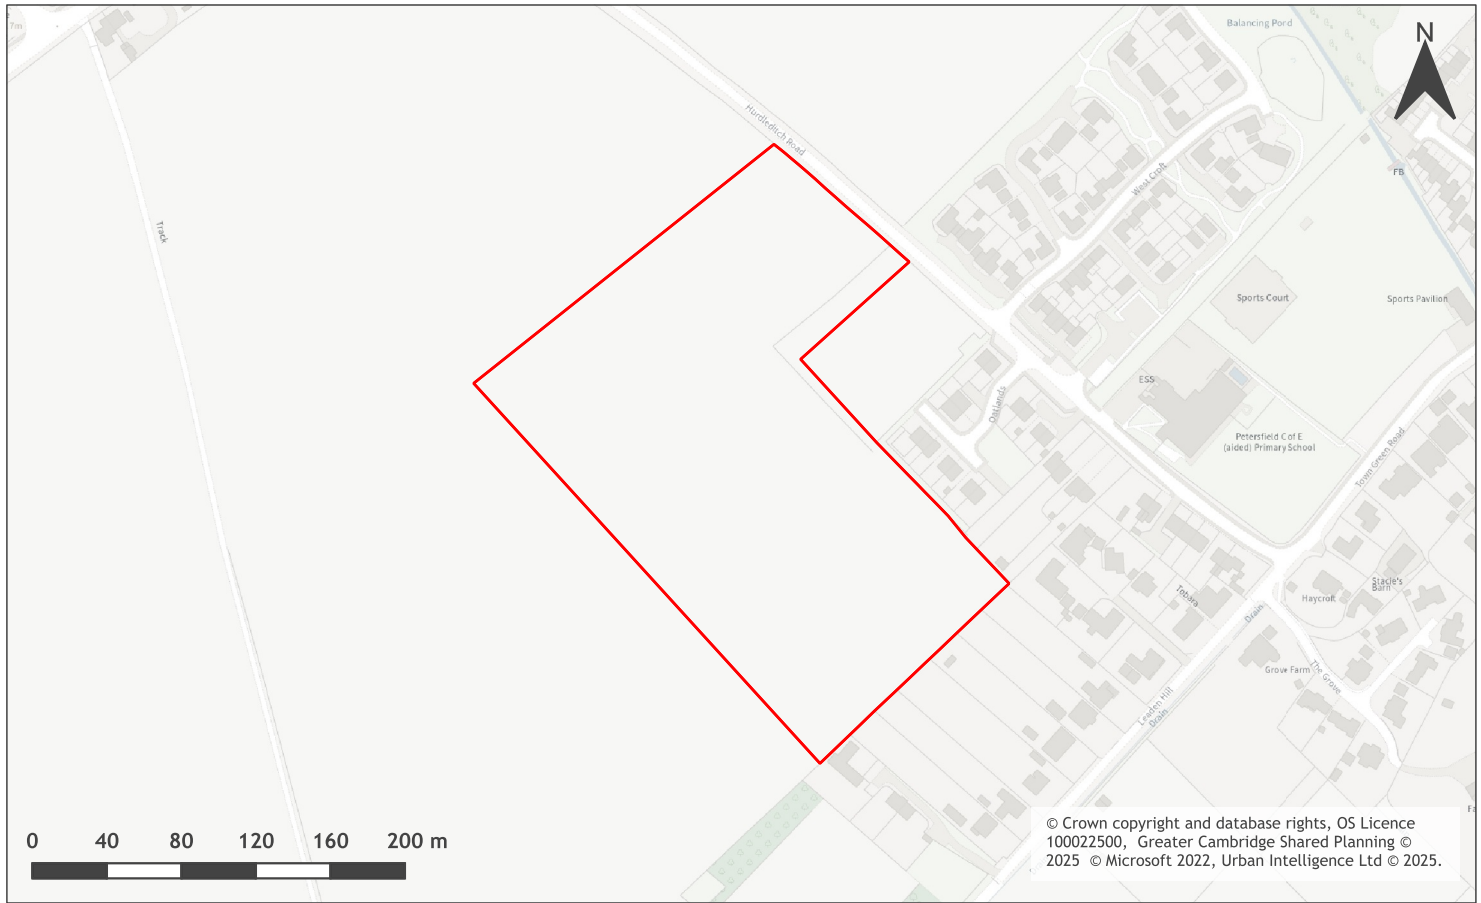 Balancing Pond
7m
N
Hurdleditch Road
FB
West Croft
Track
Sports Court
Sports Pavilion
ESS
Oatlands
Petersfield C of E
(aided) Primary School
Town Green Road
Stacie's
Barn
Tobara
Haycroft
Drain
Grove Farm
The Grove
Leaden Hill
Drain
0 40 80 120 160 200 m
© Crown copyright and database rights, OS Licence
100022500, Greater Cambridge Shared Planning ©
2025 © Microsoft 2022, Urban Intelligence Ltd © 2025.